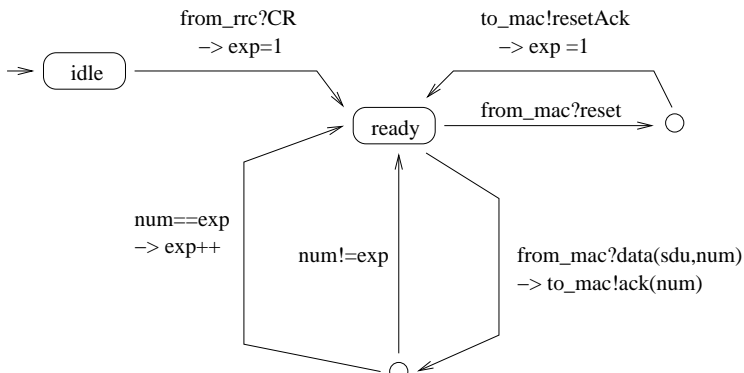 from_rrc?CR
−> exp=1
to_mac!resetAck
−> exp =1
idle
from_mac?reset
ready
num==exp
−> exp++
num!=exp
from_mac?data(sdu,num)
−> to_mac!ack(num)